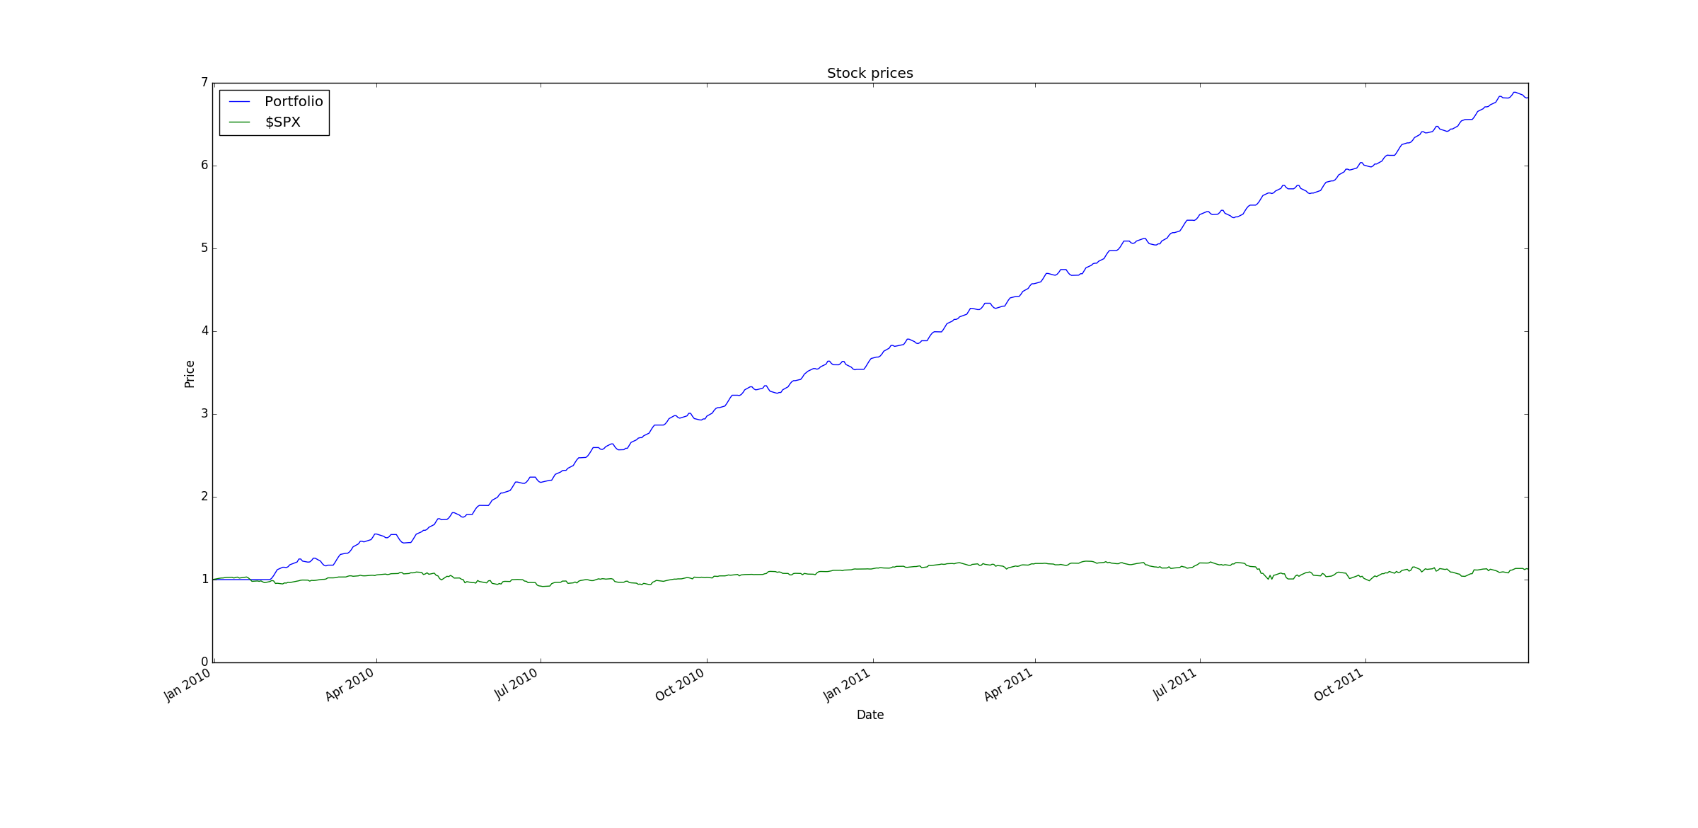 Stock prices
7
Portfolio
$SPX
6
5
4
Price
3
2
1
0
Jan 2010
Apr 2010
Jul 2010
Oct 2010
Jan 2011
Apr 2011
Jul 2011
Oct 2011
Date